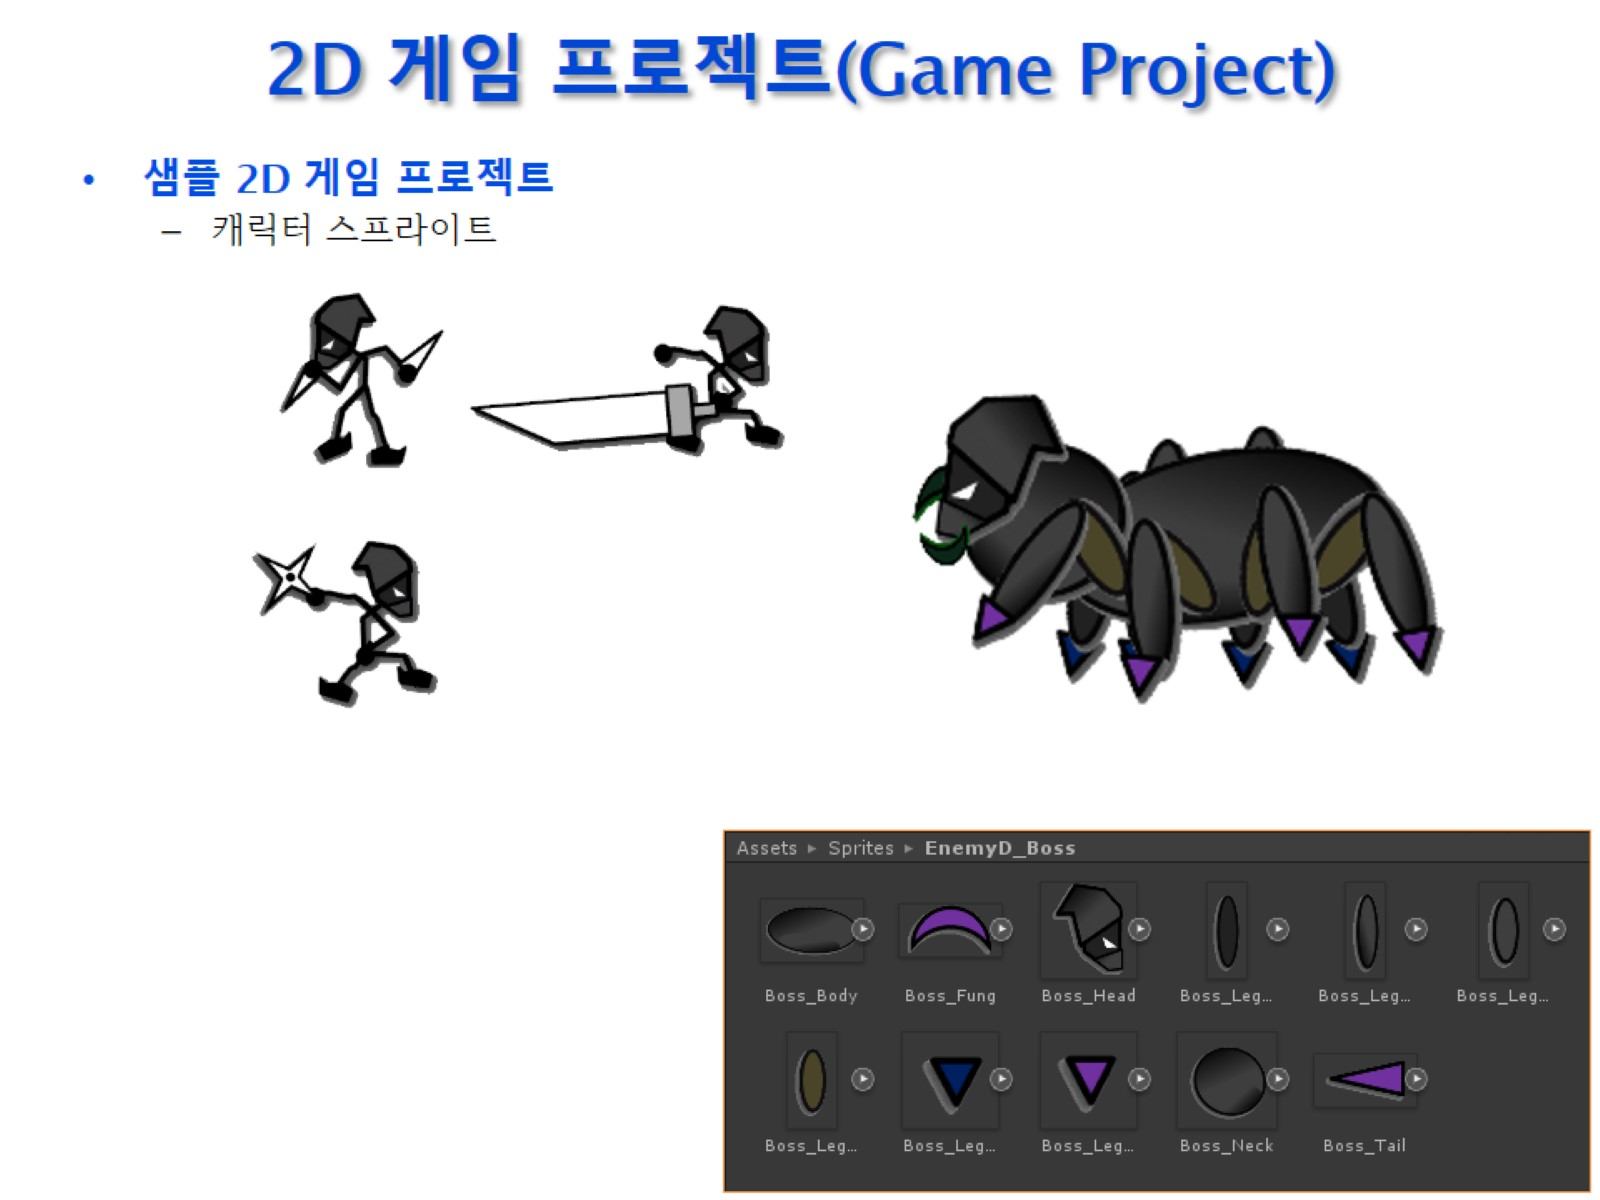 2D 게임 프로젝트(Game Project)
• 샘플 2D 게임 프로젝트
– 캐릭터 스프라이트
Assets ▸ Sprites ▸ EnemyD_Boss
Boss_Body Boss_Fung Boss_Head Boss_Leg... Boss_Leg... Boss_Leg...
Boss_Leg... Boss_Leg... Boss_Leg... Boss_Neck Boss_Tail